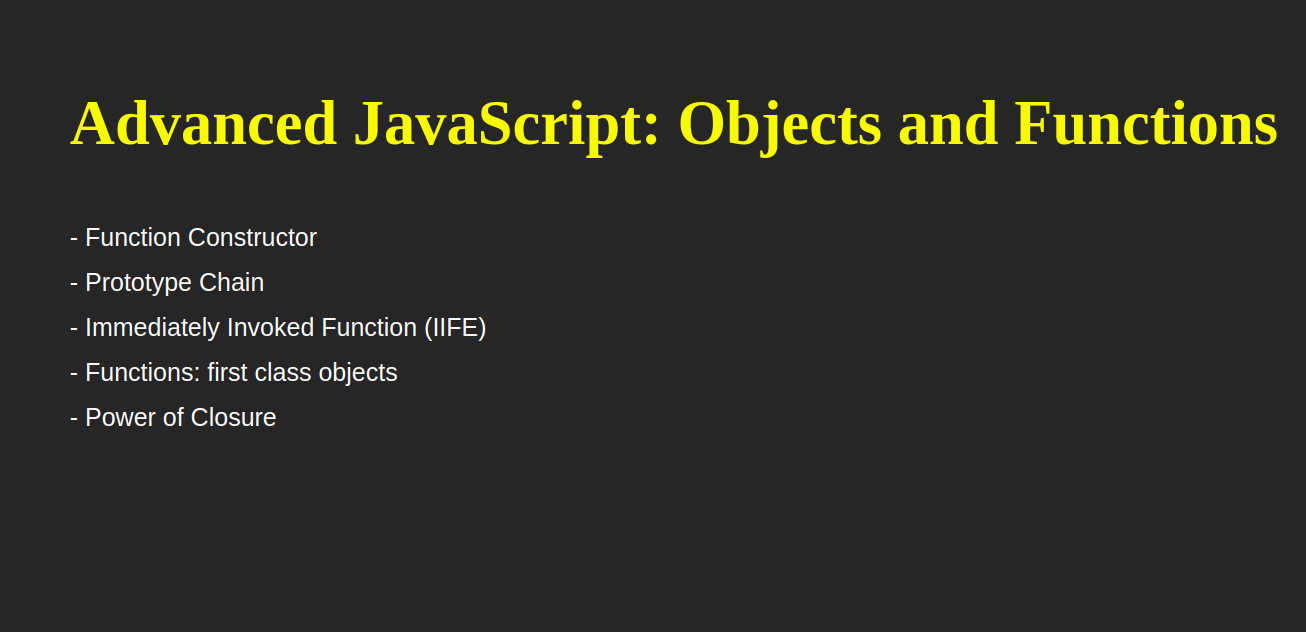 Advanced JavaScript: Objects and Functions
- Function Constructor
- Prototype Chain
- Immediately Invoked Function (IIFE)
- Functions: first class objects
- Power of Closure